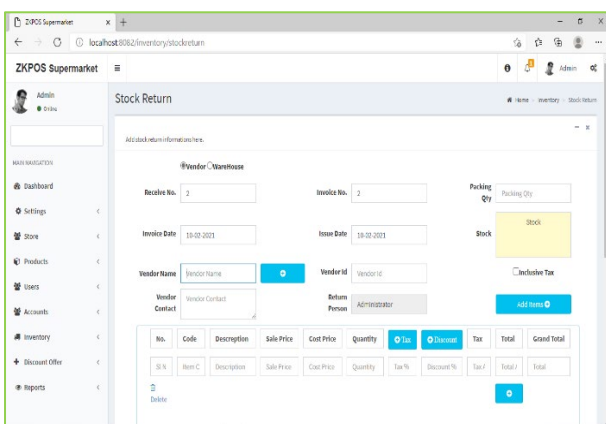 ZKPOS Supermarket
localhost:8082/inventory/stockreturn
ZKPOS Supermarket
Admin
Admin
Online
Stock Return
Home Inventory Stock Return
Add stock return informations here.
Vendor WareHouse
MAIN NAVIGATION
Dashboard
Settings
Store
Products
Users
Accounts
Inventory
Discount Offer
Reports
Receive No. 2 Invoice No. 2 Packing Qty Packing Qty
Invoice Date 10-02-2021 Issue Date 10-02-2021 Stock Stock
Vendor Name Vendor Name Vendor Id Vendor Id Inclusive Tax
Vendor Contact Vendor Contact Return Person Administrator Add Items
No. Code Descreption Sale Price Cost Price Quantity Tax Discount Tax Total Grand Total
Sl N Item C Description Sale Price Cost Price Quantity Tax % Discount % Tax / Total / Total
Delete